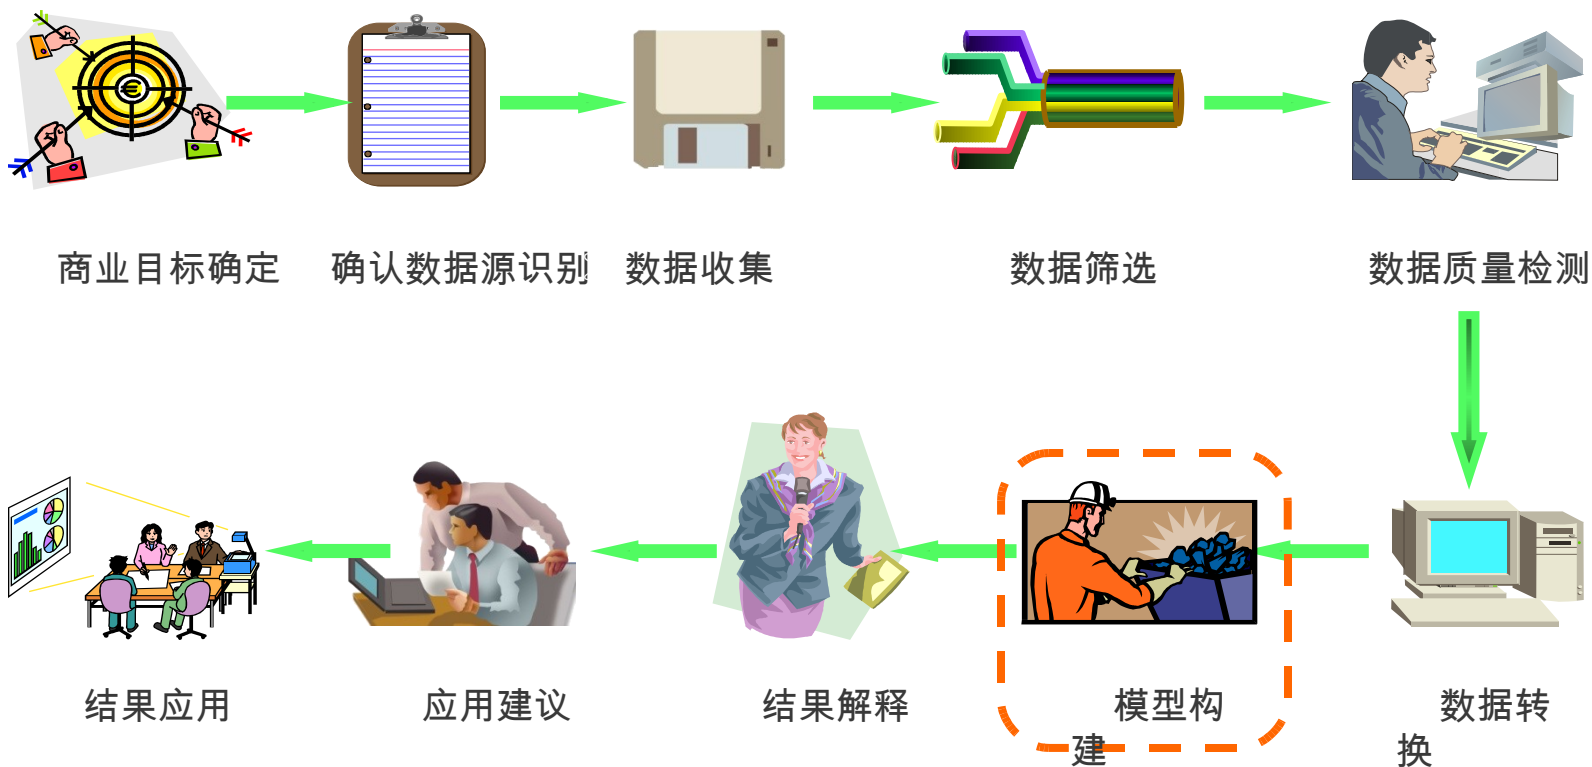 商业目标确定
确认数据源识别
数据收集
数据筛选
数据质量检测
结果应用
应用建议
结果解释
模型构
建
数据转
换